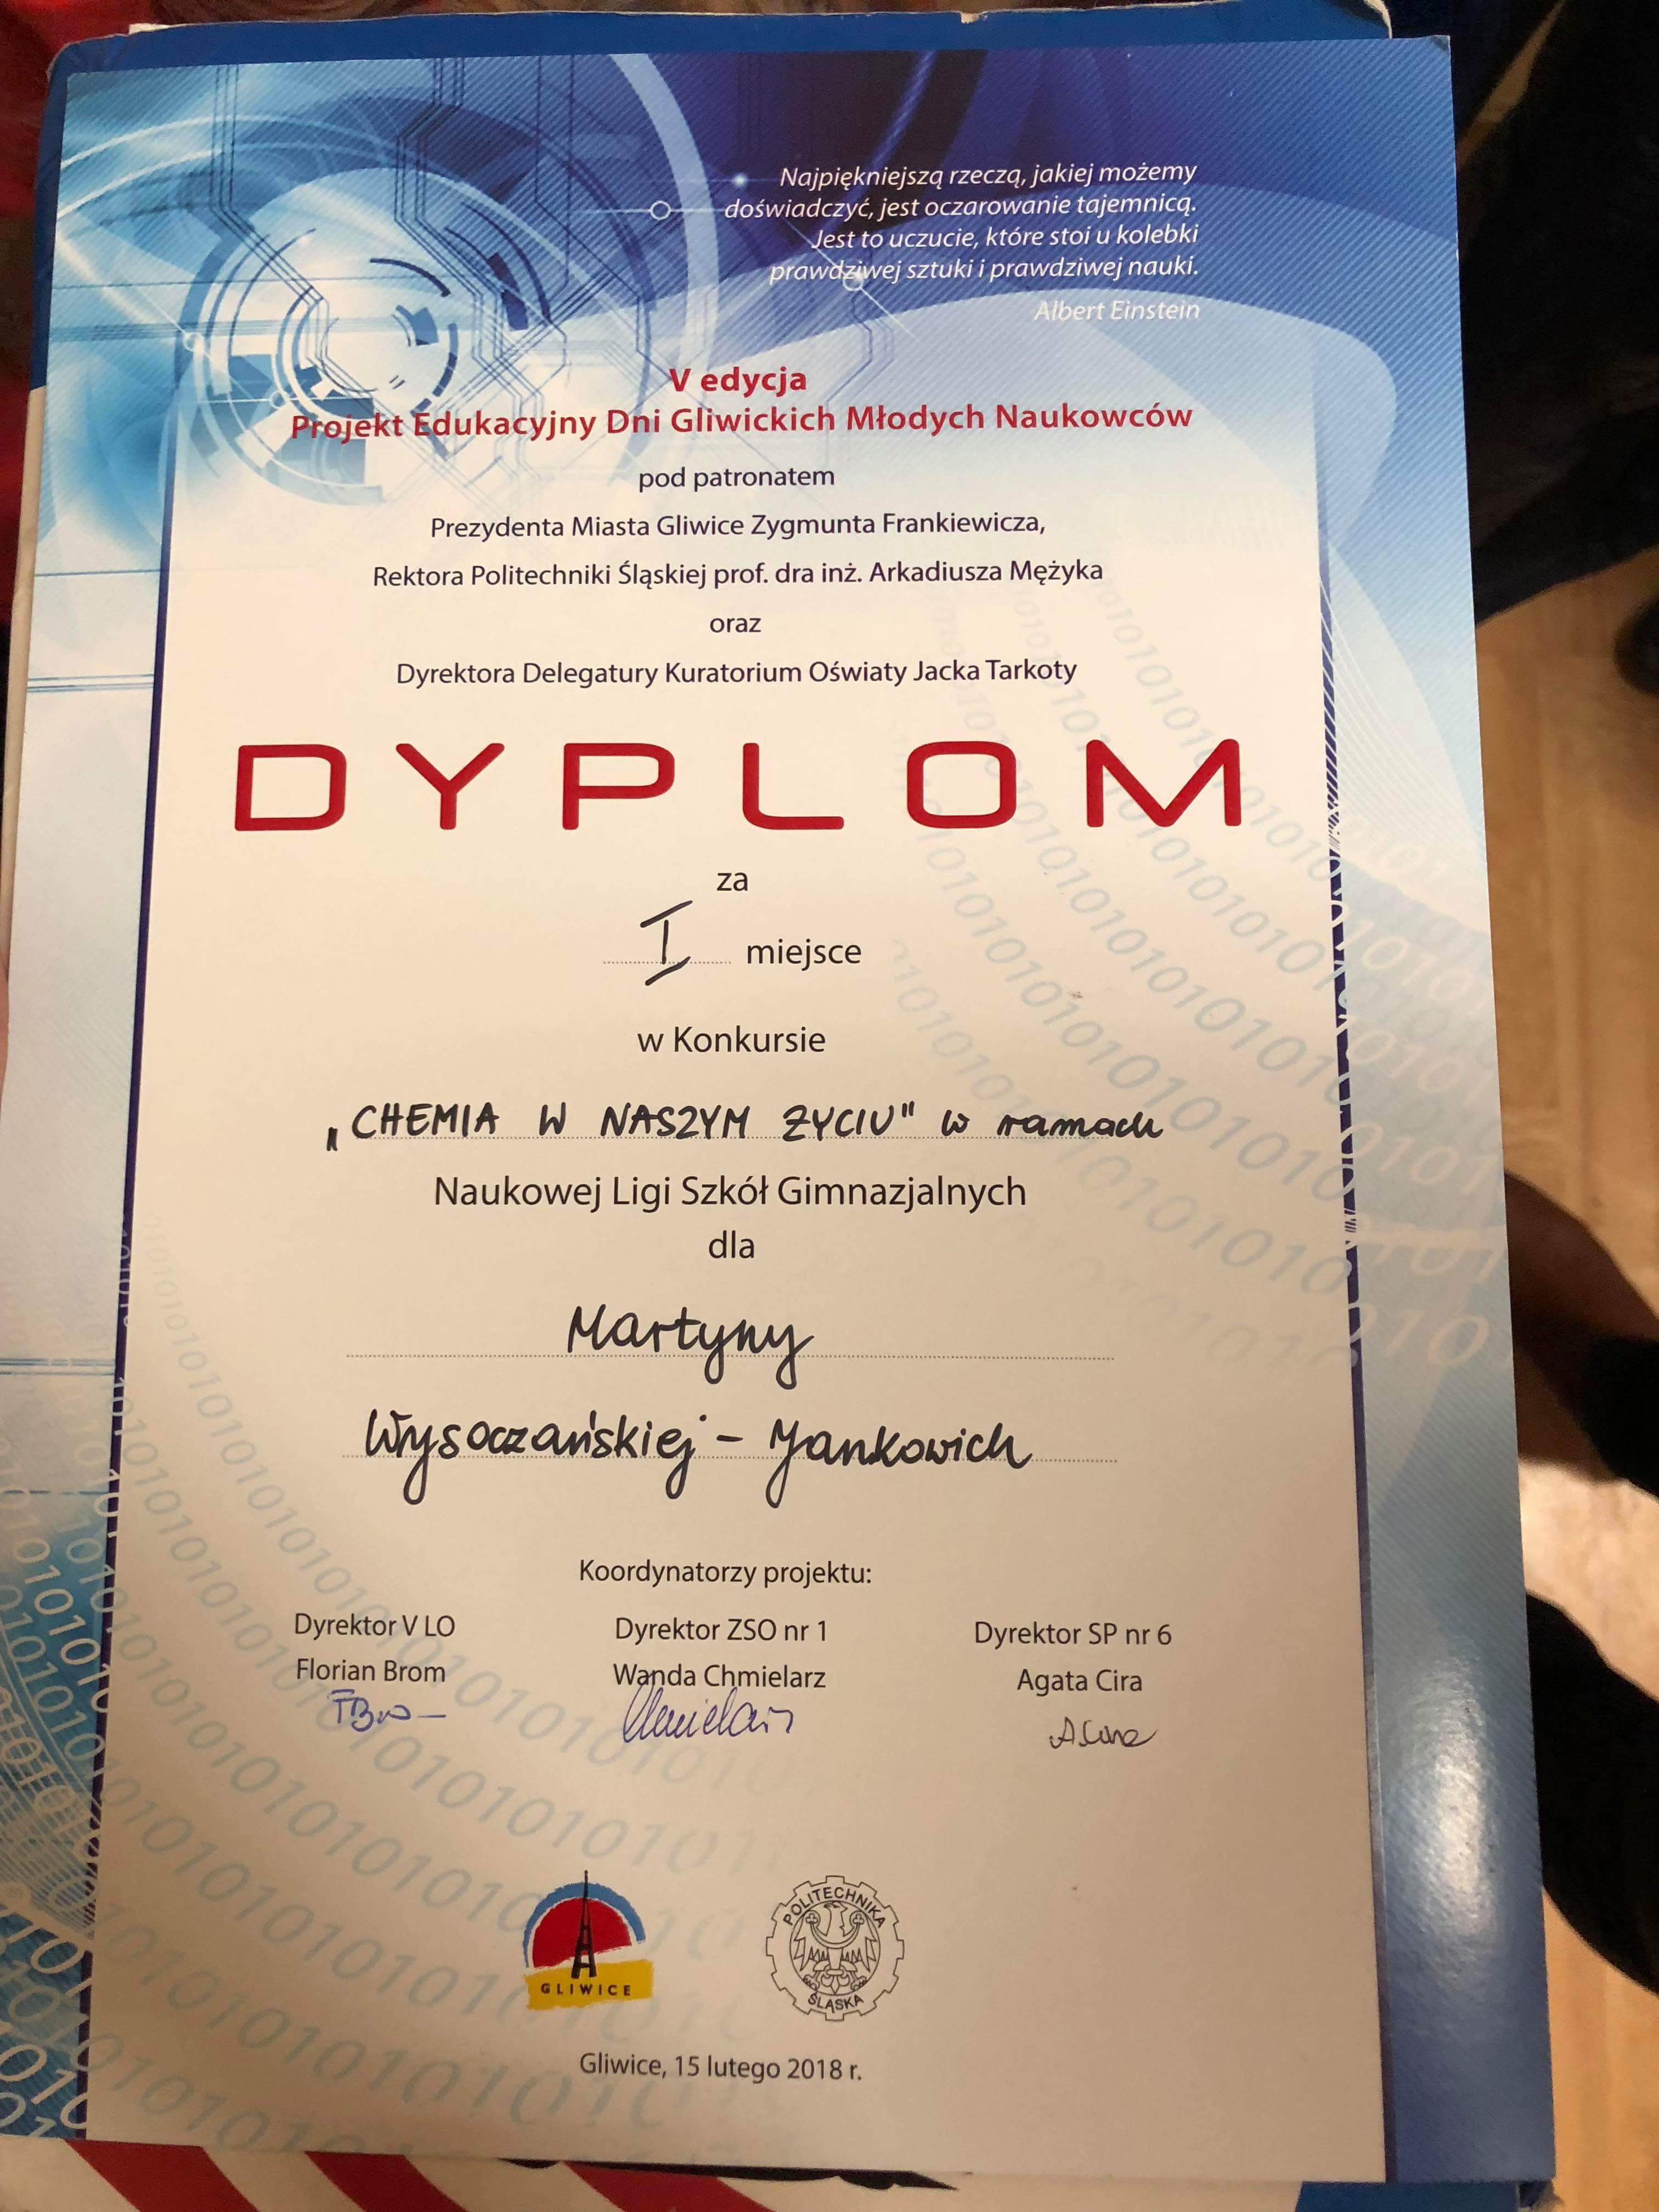 Najpiękniejszą rzeczą, jakiej możemy
doświadczyć, jest oczarowanie tajemnicą.
Jest to uczucie, które stoi u kolebki
prawdziwej sztuki i prawdziwej nauki.
Albert Einstein
V edycja
Projekt Edukacyjny Dni Gliwickich Młodych Naukowców
pod patronatem
Prezydenta Miasta Gliwice Zygmunta Frankiewicza,
Rektora Politechniki Śląskiej prof. dra inż. Arkadiusza Mężyka
oraz
Dyrektora Delegatury Kuratorium Oświaty Jacka Tarkoty
DYPLOM
za
I miejsce
w Konkursie
„CHEMIA W NASZYM ŻYCIU" w ramach
Naukowej Ligi Szkół Gimnazjalnych
dla
Martyny
Wysoczańskiej - Jankowich
Koordynatorzy projektu:
Dyrektor V LO Dyrektor ZSO nr 1 Dyrektor SP nr 6
Florian Brom Wanda Chmielarz Agata Cira
GLIWICE
POLITECHNIKA
ŚLĄSKA
Gliwice, 15 lutego 2018 r.